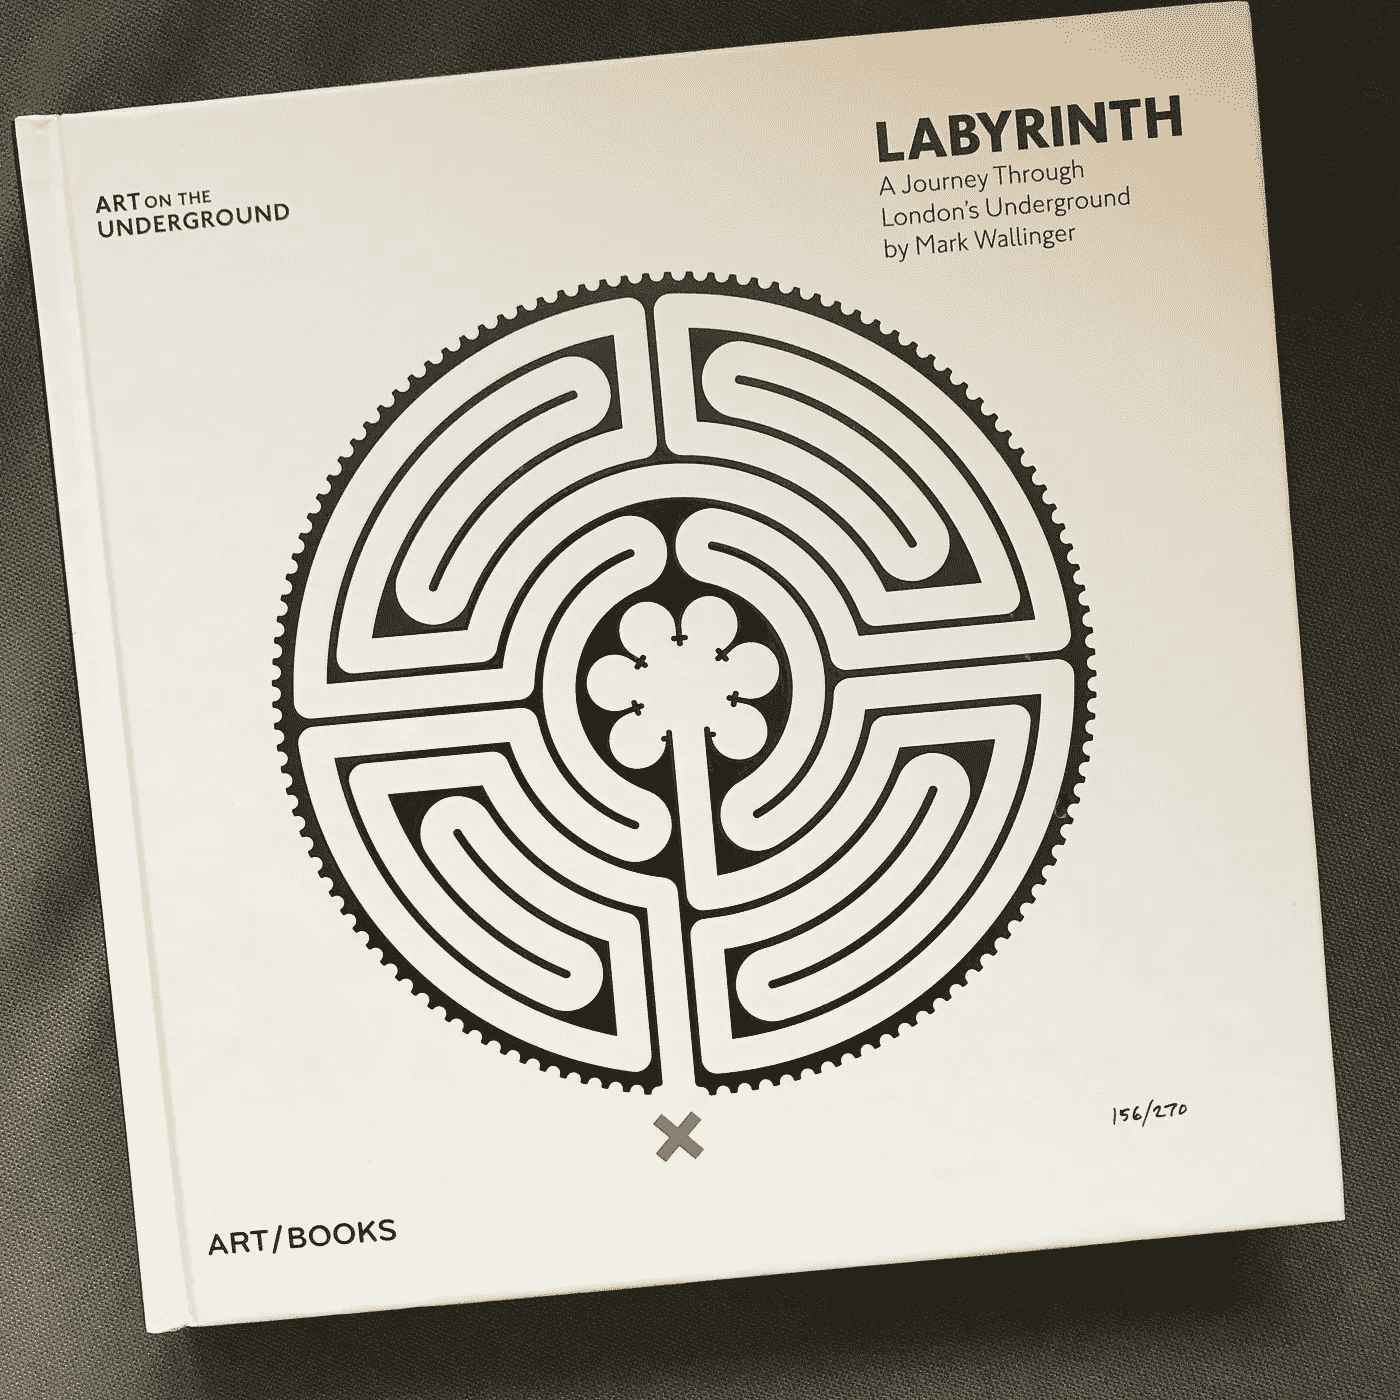 LABYRINTH
A Journey Through
London's Underground
by Mark Wallinger
ART ON THE
UNDERGROUND
156/270
ART/BOOKS